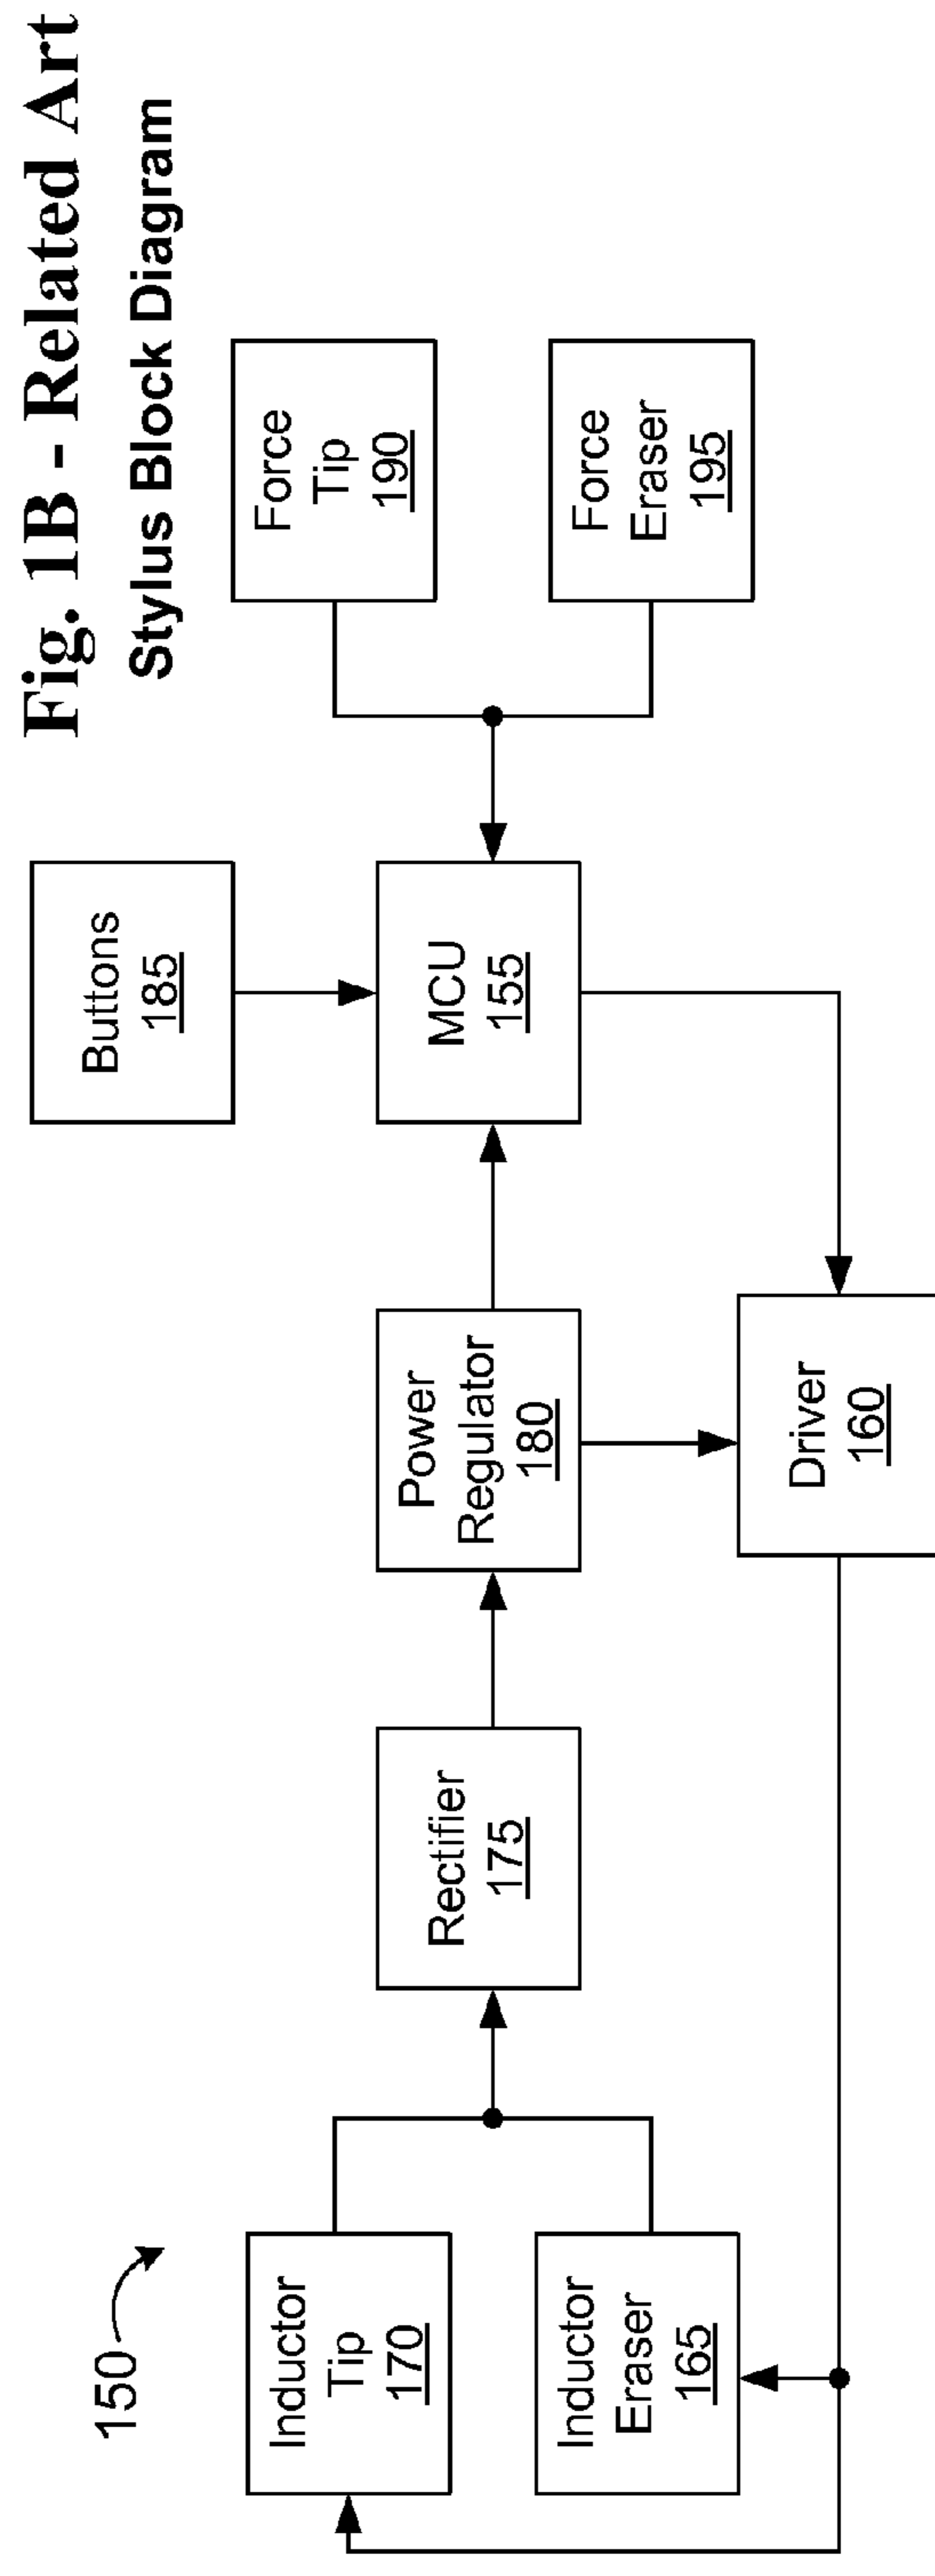 Fig. 1B - Related Art
Stylus Block Diagram
150
Inductor
Tip
170
Inductor
Eraser
165
Rectifier
175
Power
Regulator
180
Driver
160
Buttons
185
MCU
155
Force
Tip
190
Force
Eraser
195